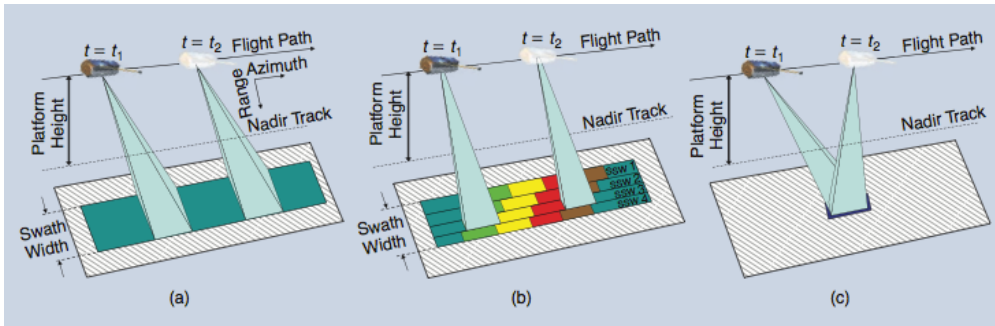 t = t1
t = t2
Flight Path
Azimuth
Range
Platform
Height
Nadir Track
Swath
Width
(a)
t = t1
t = t2
Flight Path
Platform
Height
Nadir Track
SSW 1
SSW 2
SSW 3
SSW 4
Swath
Width
(b)
t = t1
t = t2
Flight Path
Platform
Height
Nadir Track
(c)